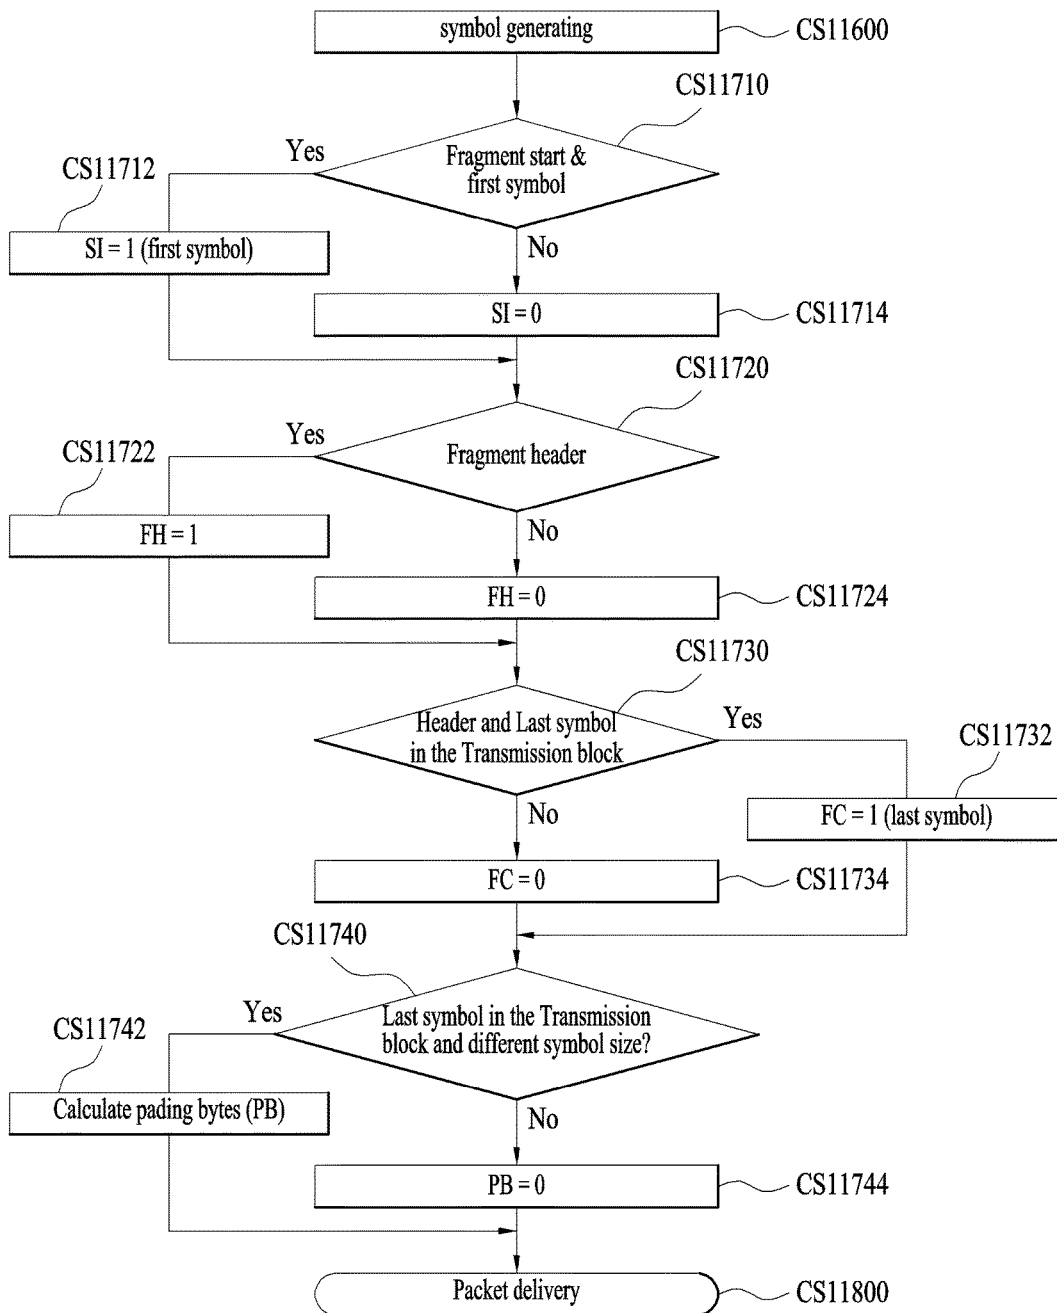 symbol generating
CS11600
CS11710
Yes
Fragment start &
first symbol
CS11712
SI = 1 (first symbol)
No
SI = 0
CS11714
CS11720
Yes
CS11722
Fragment header
FH = 1
No
FH = 0
CS11724
CS11730
Header and Last symbol
in the Transmission block
Yes
CS11732
FC = 1 (last symbol)
No
FC = 0
CS11734
CS11740
Yes
Last symbol in the Transmission
block and different symbol size?
CS11742
Calculate pading bytes (PB)
No
PB = 0
CS11744
Packet delivery
CS11800